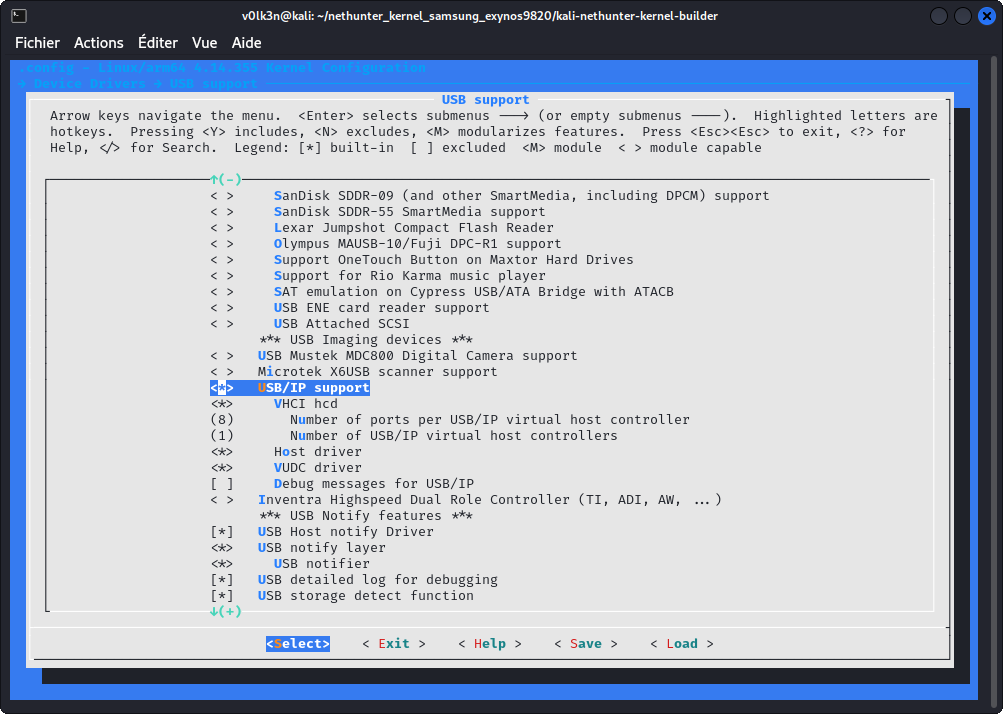 v0lk3n@kali: ~/nethunter_kernel_samsung_exynos9820/kali-nethunter-kernel-builder
Fichier Actions Éditer Vue Aide
.config - Linux/arm64 4.14.355 Kernel Configuration
→ Device Drivers → USB support
USB support
Arrow keys navigate the menu. <Enter> selects submenus ---> (or empty submenus ----). Highlighted letters are
hotkeys. Pressing <Y> includes, <N> excludes, <M> modularizes features. Press <Esc><Esc> to exit, <?> for
Help, </> for Search. Legend: [*] built-in [ ] excluded <M> module < > module capable
↑(-)
< > SanDisk SDDR-09 (and other SmartMedia, including DPCM) support
< > SanDisk SDDR-55 SmartMedia support
< > Lexar Jumpshot Compact Flash Reader
< > Olympus MAUSB-10/Fuji DPC-R1 support
< > Support OneTouch Button on Maxtor Hard Drives
< > Support for Rio Karma music player
< > SAT emulation on Cypress USB/ATA Bridge with ATACB
< > USB ENE card reader support
< > USB Attached SCSI
*** USB Imaging devices ***
< > USB Mustek MDC800 Digital Camera support
< > Microtek X6USB scanner support
<*> USB/IP support
<*> VHCI hcd
(8) Number of ports per USB/IP virtual host controller
(1) Number of USB/IP virtual host controllers
<*> Host driver
<*> VUDC driver
[ ] Debug messages for USB/IP
< > Inventra Highspeed Dual Role Controller (TI, ADI, AW, ...)
*** USB Notify features ***
[*] USB Host notify Driver
<*> USB notify layer
<*> USB notifier
[*] USB detailed log for debugging
[*] USB storage detect function
↓(+)
<Select> < Exit > < Help > < Save > < Load >